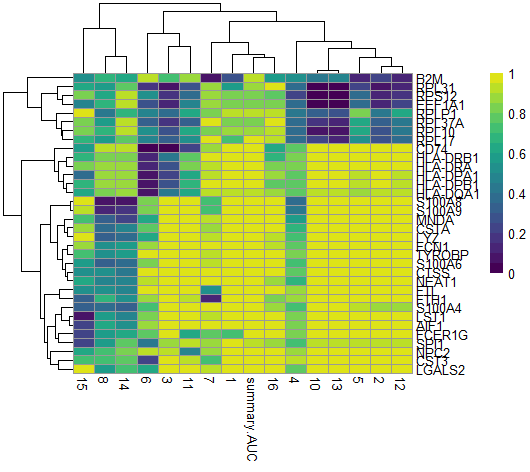 B2M
RPL31
RPS12
EEF1A1
RPLP1
RPL37A
RPL10
RPL17
CD74
HLA-DRB1
HLA-DRA
HLA-DPA1
HLA-DPB1
HLA-DQA1
S100A8
S100A9
MNDA
CSTA
LYZ
FCN1
TYROBP
S100A6
CTSS
NEAT1
FTL
FTH1
S100A4
LST1
AIF1
FCER1G
SPI1
NPC2
CST3
LGALS2
15 8 14 6 3 11 7 1 summary.AUC 16 4 10 13 5 2 12
1
0.8
0.6
0.4
0.2
0